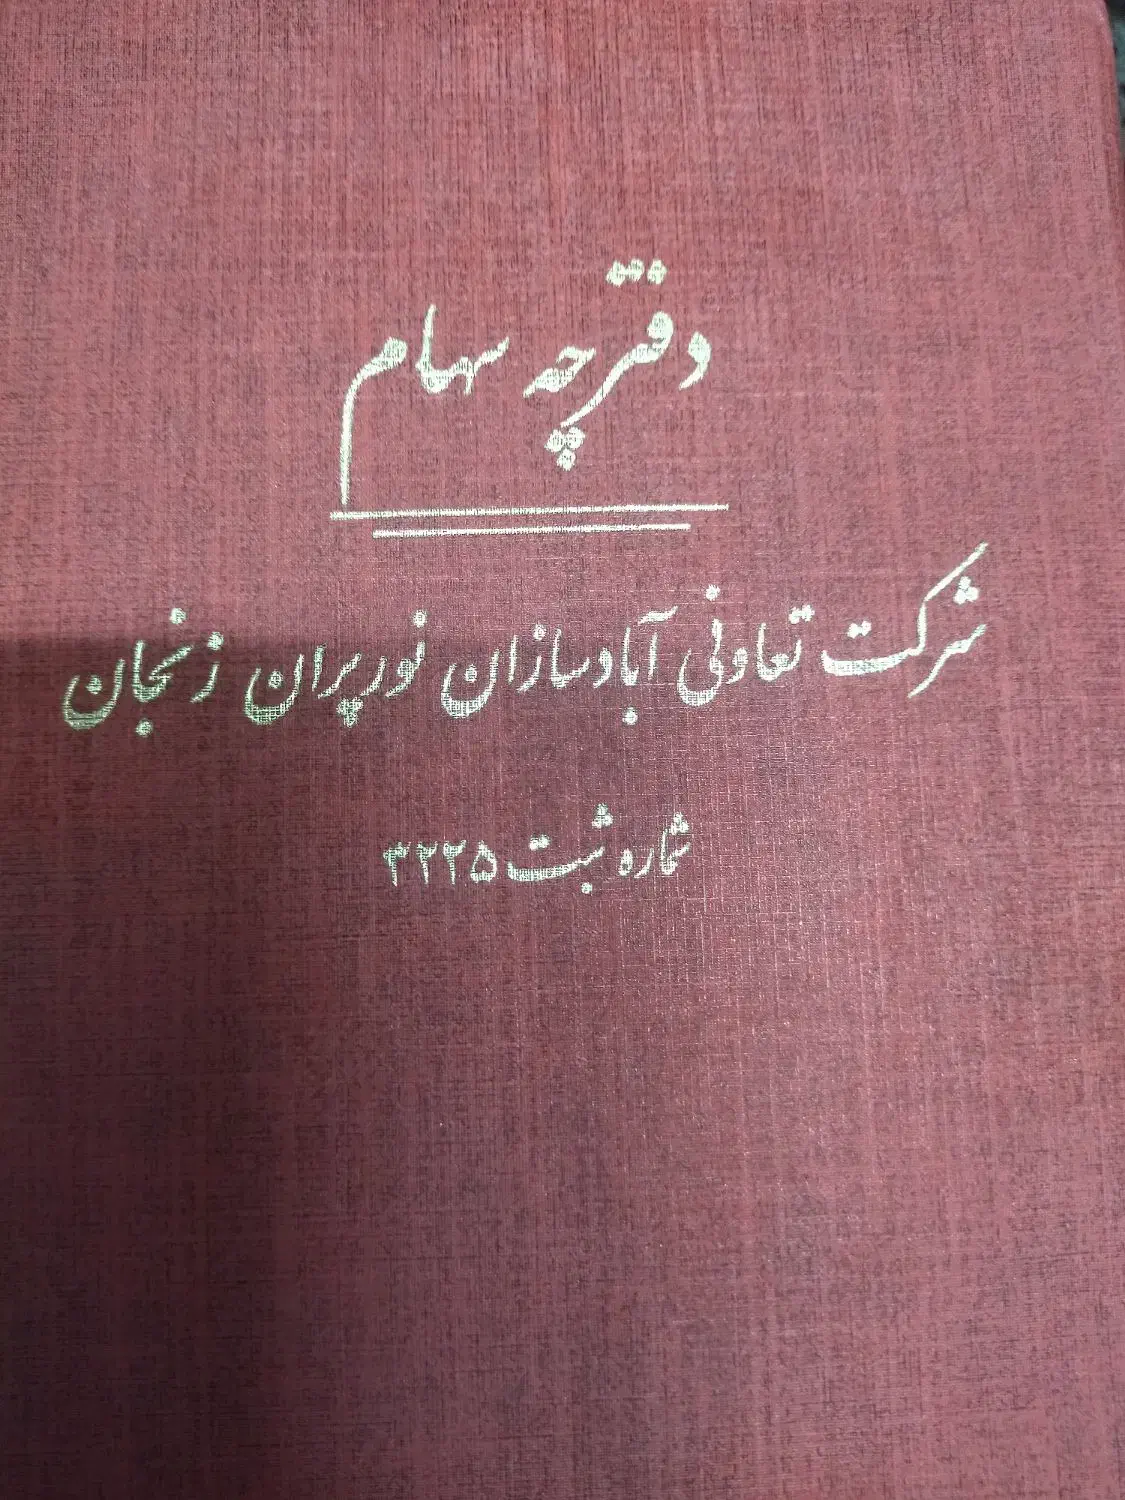 دفترچه سهام
شرکت تعاونی آبادسازان نورپران زنجان
شماره ثبت ۳۲۲۵